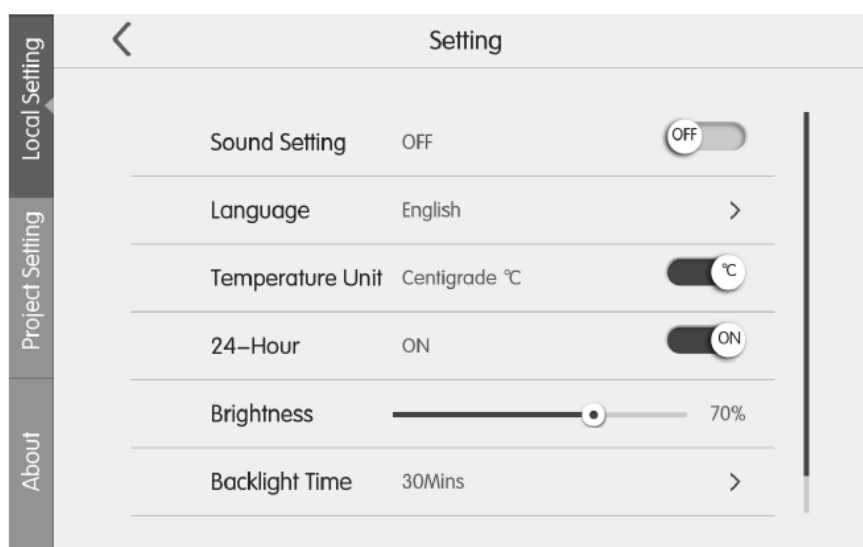 Setting
Local Setting
Project Setting
About
Sound Setting OFF OFF
Language English >
Temperature Unit Centigrade ℃ ℃
24–Hour ON ON
Brightness 70%
Backlight Time 30Mins >